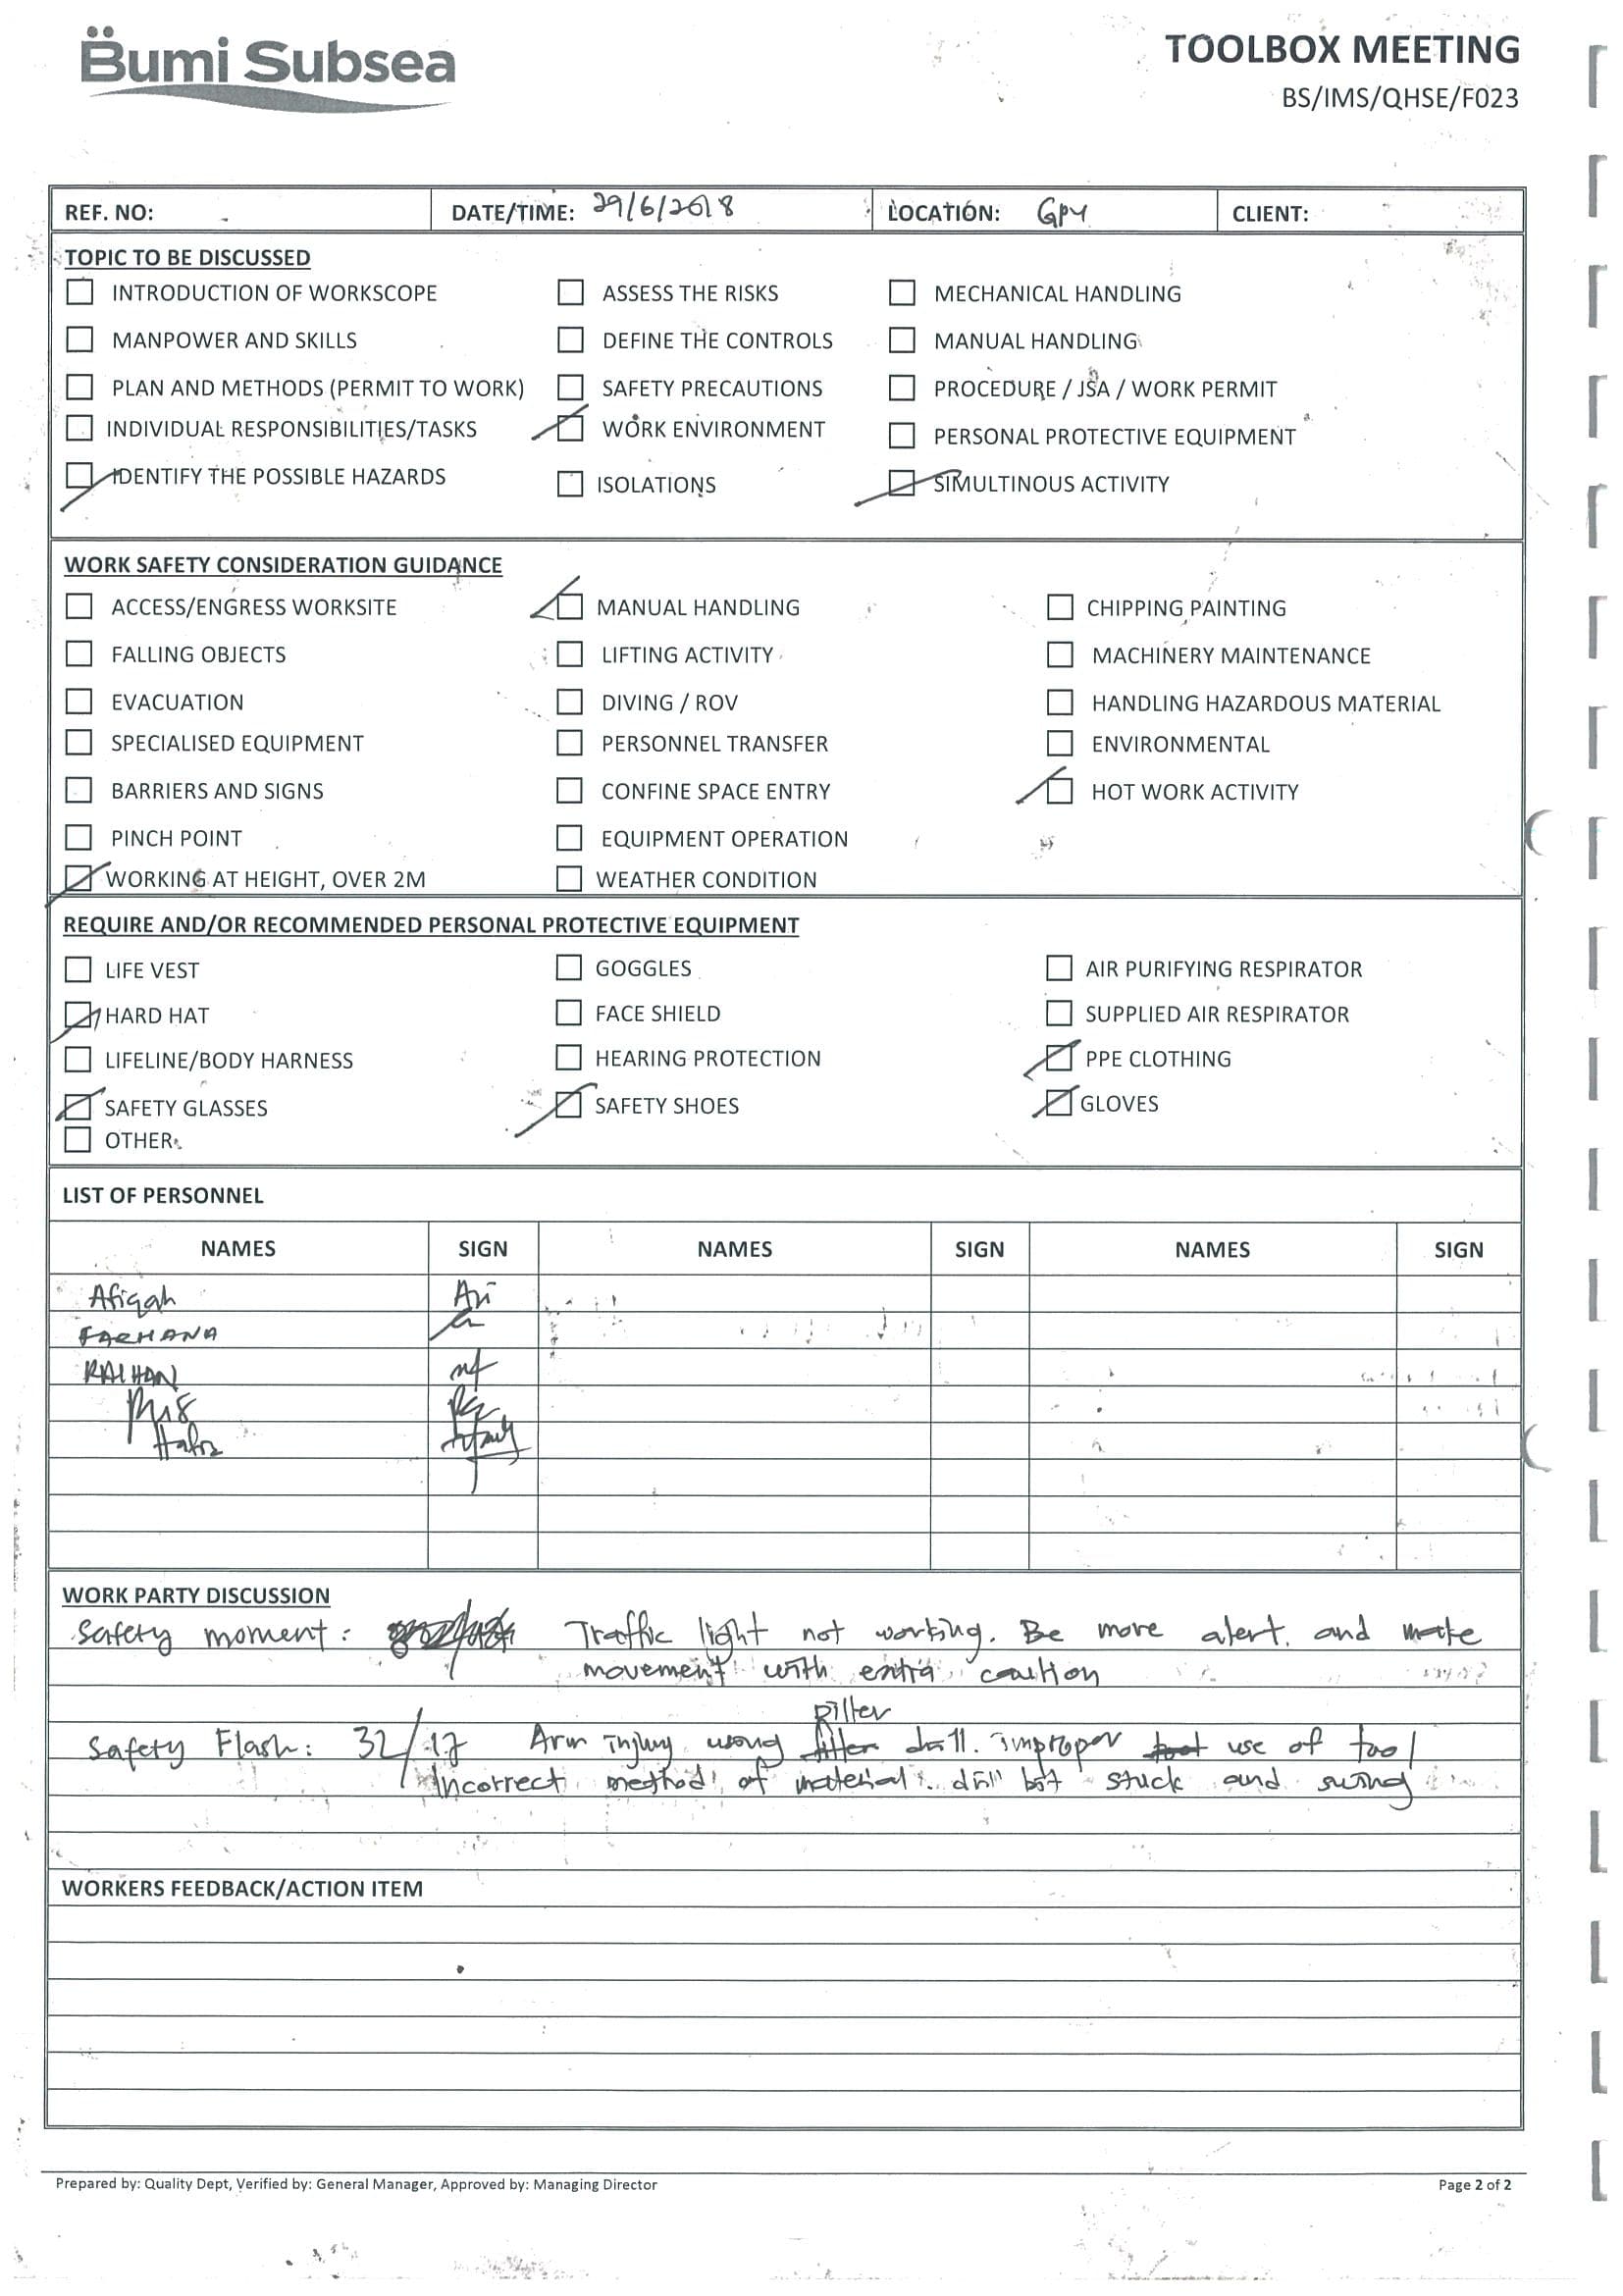 Bumi Subsea
TOOLBOX MEETING
BS/IMS/QHSE/F023
REF. NO: DATE/TIME: 29/6/2018 LOCATION: GPY CLIENT:
TOPIC TO BE DISCUSSED
INTRODUCTION OF WORKSCOPE ASSESS THE RISKS MECHANICAL HANDLING
MANPOWER AND SKILLS DEFINE THE CONTROLS MANUAL HANDLING
PLAN AND METHODS (PERMIT TO WORK) SAFETY PRECAUTIONS PROCEDURE / JSA / WORK PERMIT
INDIVIDUAL RESPONSIBILITIES/TASKS WORK ENVIRONMENT PERSONAL PROTECTIVE EQUIPMENT
IDENTIFY THE POSSIBLE HAZARDS ISOLATIONS SIMULTINOUS ACTIVITY
WORK SAFETY CONSIDERATION GUIDANCE
ACCESS/ENGRESS WORKSITE MANUAL HANDLING CHIPPING PAINTING
FALLING OBJECTS LIFTING ACTIVITY MACHINERY MAINTENANCE
EVACUATION DIVING / ROV HANDLING HAZARDOUS MATERIAL
SPECIALISED EQUIPMENT PERSONNEL TRANSFER ENVIRONMENTAL
BARRIERS AND SIGNS CONFINE SPACE ENTRY HOT WORK ACTIVITY
PINCH POINT EQUIPMENT OPERATION
WORKING AT HEIGHT, OVER 2M WEATHER CONDITION
REQUIRE AND/OR RECOMMENDED PERSONAL PROTECTIVE EQUIPMENT
LIFE VEST GOGGLES AIR PURIFYING RESPIRATOR
HARD HAT FACE SHIELD SUPPLIED AIR RESPIRATOR
LIFELINE/BODY HARNESS HEARING PROTECTION PPE CLOTHING
SAFETY GLASSES SAFETY SHOES GLOVES
OTHER:
LIST OF PERSONNEL
NAMES SIGN NAMES SIGN NAMES SIGN
Afiqah
FARHANA
RAIHAN
Hafiz
WORK PARTY DISCUSSION
Safety moment: Traffic light not working. Be more alert. and make
movement with extra caution
Safety Flash: 32/17 Arm injury using Piller drill. improper use of tool
Incorrect method of material. drill bit stuck and swing
WORKERS FEEDBACK/ACTION ITEM
Prepared by: Quality Dept, Verified by: General Manager, Approved by: Managing Director
Page 2 of 2